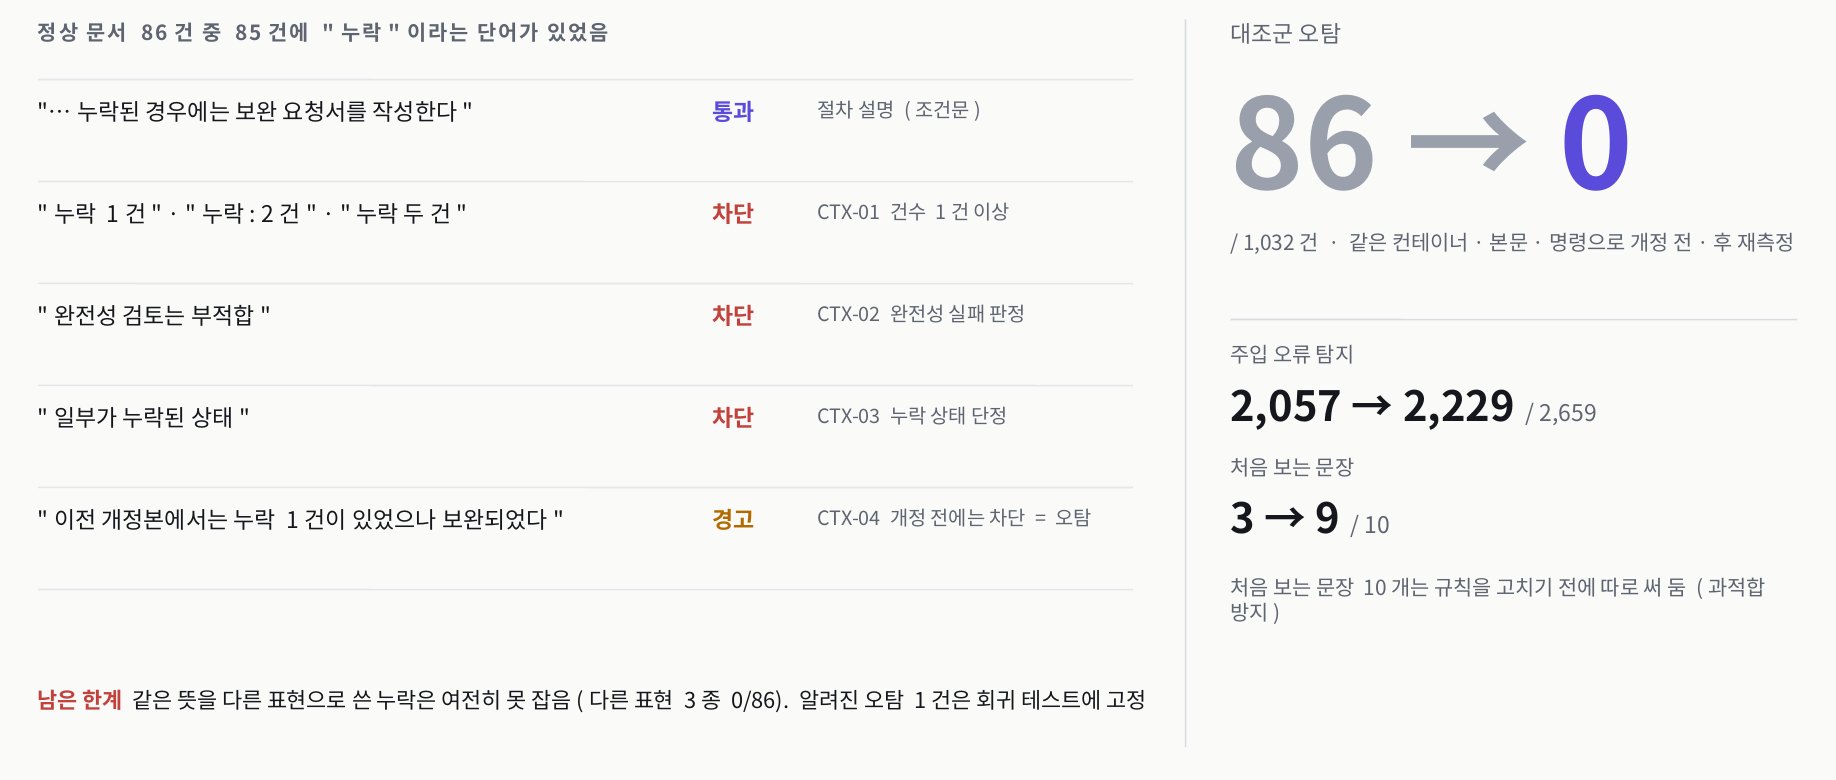 정상 문서 86 건 중 85 건에 " 누락 " 이라는 단어가 있었음
"… 누락된 경우에는 보완 요청서를 작성한다 " 통과 절차 설명 ( 조건문 )
" 누락 1 건 " · " 누락 : 2 건 " · " 누락 두 건 " 차단 CTX-01 건수 1 건 이상
" 완전성 검토는 부적합 " 차단 CTX-02 완전성 실패 판정
" 일부가 누락된 상태 " 차단 CTX-03 누락 상태 단정
" 이전 개정본에서는 누락 1 건이 있었으나 보완되었다 " 경고 CTX-04 개정 전에는 차단 = 오탐
남은 한계 같은 뜻을 다른 표현으로 쓴 누락은 여전히 못 잡음 ( 다른 표현 3 종 0/86). 알려진 오탐 1 건은 회귀 테스트에 고정
대조군 오탐
86 → 0
/ 1,032 건 · 같은 컨테이너 · 본문 · 명령으로 개정 전 · 후 재측정
주입 오류 탐지
2,057 → 2,229 / 2,659
처음 보는 문장
3 → 9 / 10
처음 보는 문장 10 개는 규칙을 고치기 전에 따로 써 둠 ( 과적합
방지 )